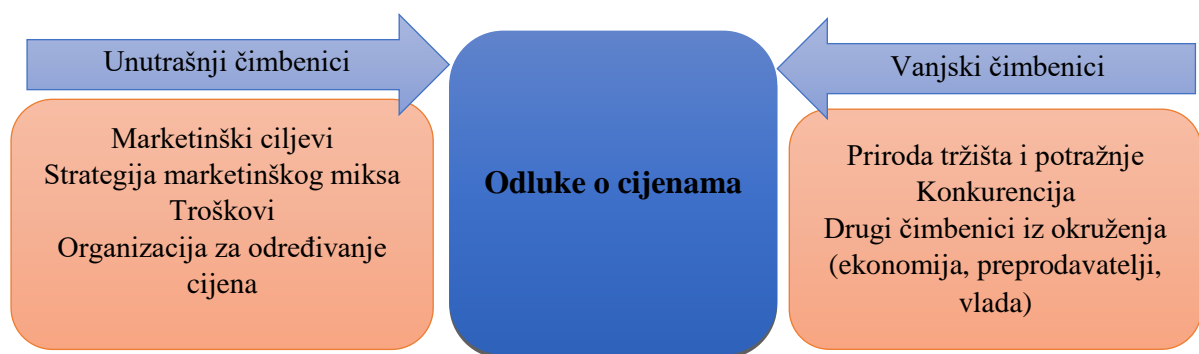 Unutrašnji čimbenici
Marketinški ciljevi
Strategija marketinškog miksa
Troškovi
Organizacija za određivanje
cijena
Odluke o cijenama
Vanjski čimbenici
Priroda tržišta i potražnje
Konkurencija
Drugi čimbenici iz okruženja
(ekonomija, preprodavatelji,
vlada)